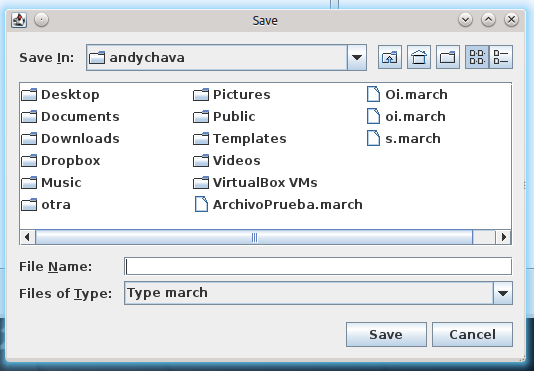 Save
Save In: andychava
Desktop Pictures Oi.march
Documents Public oi.march
Downloads Templates s.march
Dropbox Videos
Music VirtualBox VMs
otra ArchivoPrueba.march
File Name:
Files of Type: Type march
Save Cancel